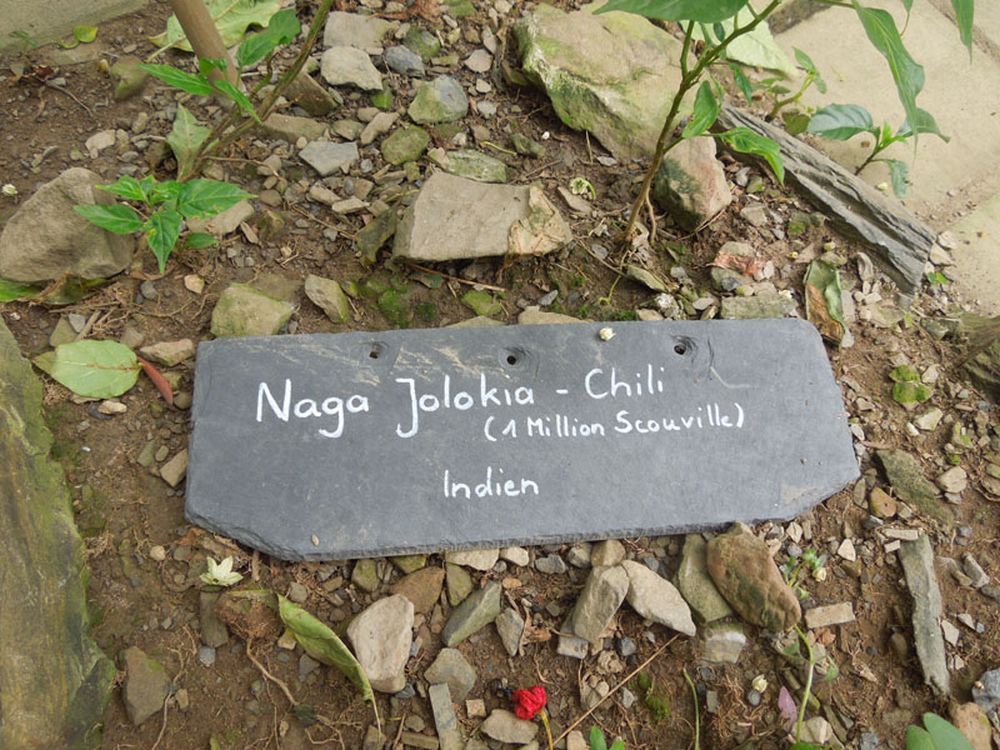 Naga Jolokia - Chili
(1 Million Scouville)
Indien